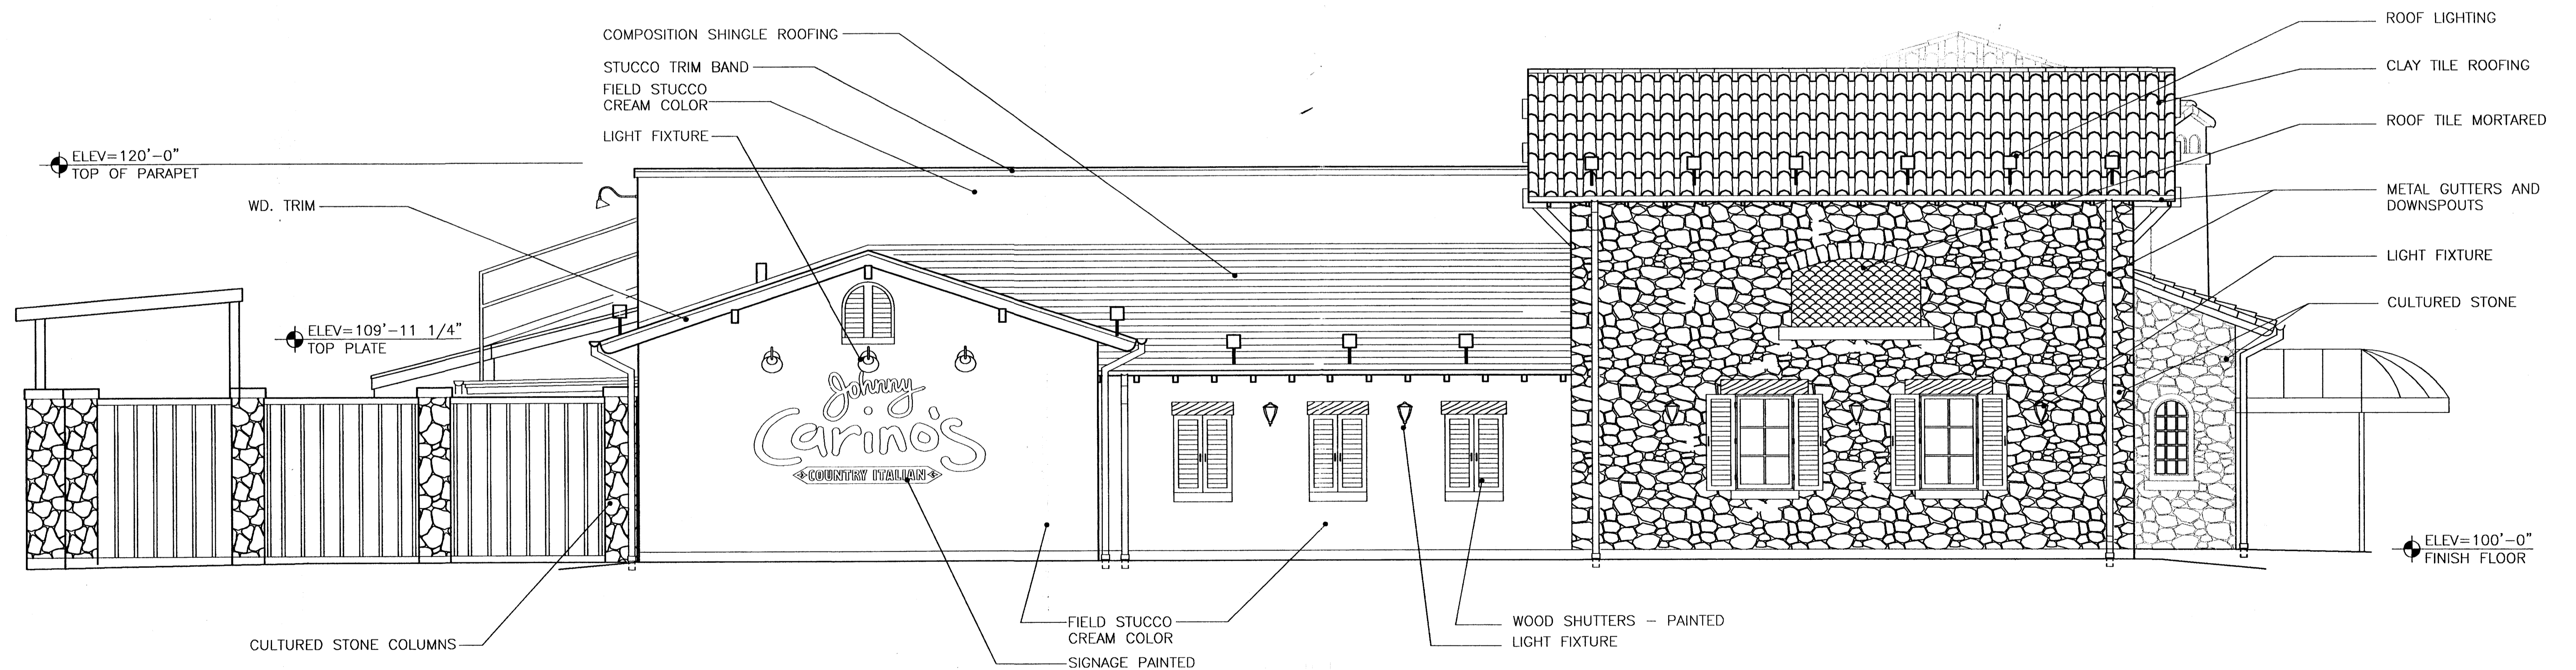 COMPOSITION SHINGLE ROOFING
STUCCO TRIM BAND
FIELD STUCCO
CREAM COLOR
LIGHT FIXTURE
ELEV=120'-0"
TOP OF PARAPET
WD. TRIM
ELEV=109'-11 1/4"
TOP PLATE
Johnny
Carino's
COUNTRY ITALIAN
CULTURED STONE COLUMNS
FIELD STUCCO
CREAM COLOR
SIGNAGE PAINTED
WOOD SHUTTERS - PAINTED
LIGHT FIXTURE
ROOF LIGHTING
CLAY TILE ROOFING
ROOF TILE MORTARED
METAL GUTTERS AND
DOWNSPOUTS
LIGHT FIXTURE
CULTURED STONE
ELEV=100'-0"
FINISH FLOOR